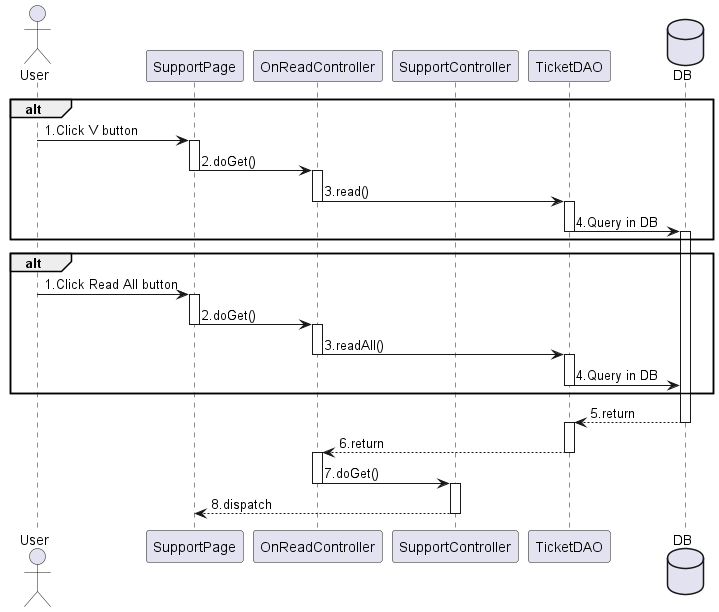 User
SupportPage
OnReadController
SupportController
TicketDAO
DB
alt
1.Click V button
2.doGet()
3.read()
4.Query in DB
alt
1.Click Read All button
2.doGet()
3.readAll()
4.Query in DB
5.return
6.return
7.doGet()
8.dispatch
User
SupportPage
OnReadController
SupportController
TicketDAO
DB